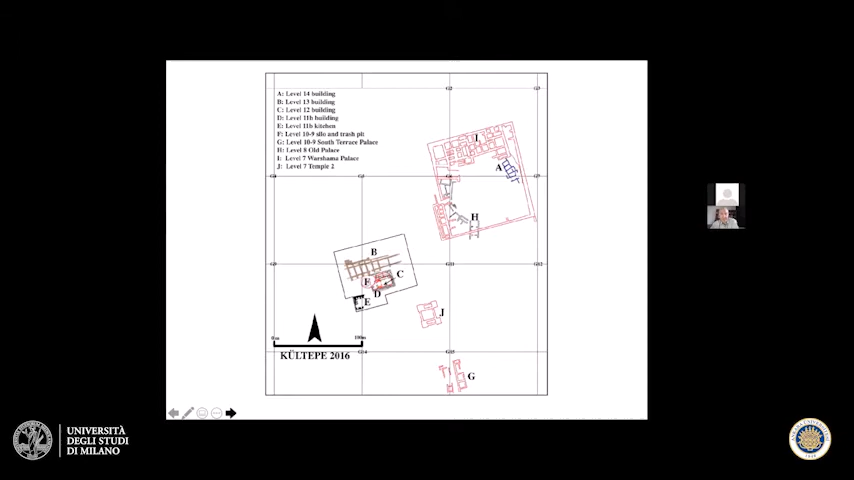 A: Level 14 building
B: Level 13 building
C: Level 12 building
D: Level 11b building
E: Level 11b kitchen
F: Level 10-9 silo and trash pit
G: Level 10-9 South Terrace Palace
H: Level 8 Old Palace
I: Level 7 Warshama Palace
J: Level 7 Temple 2
I
A
H
B
C
F
D
E
J
G
0m
100m
KÜLTEPE 2016
UNIVERSITÀ
DEGLI STUDI
DI MILANO